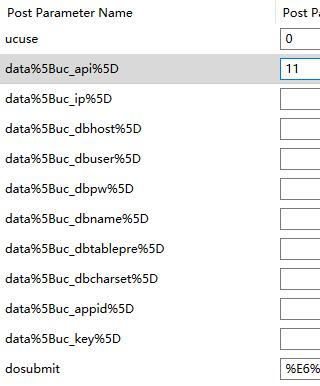 Post Parameter Name Post Pa
ucuse 0
data%5Buc_api%5D 11
data%5Buc_ip%5D
data%5Buc_dbhost%5D
data%5Buc_dbuser%5D
data%5Buc_dbpw%5D
data%5Buc_dbname%5D
data%5Buc_dbtablepre%5D
data%5Buc_dbcharset%5D
data%5Buc_appid%5D
data%5Buc_key%5D
dosubmit %E6%